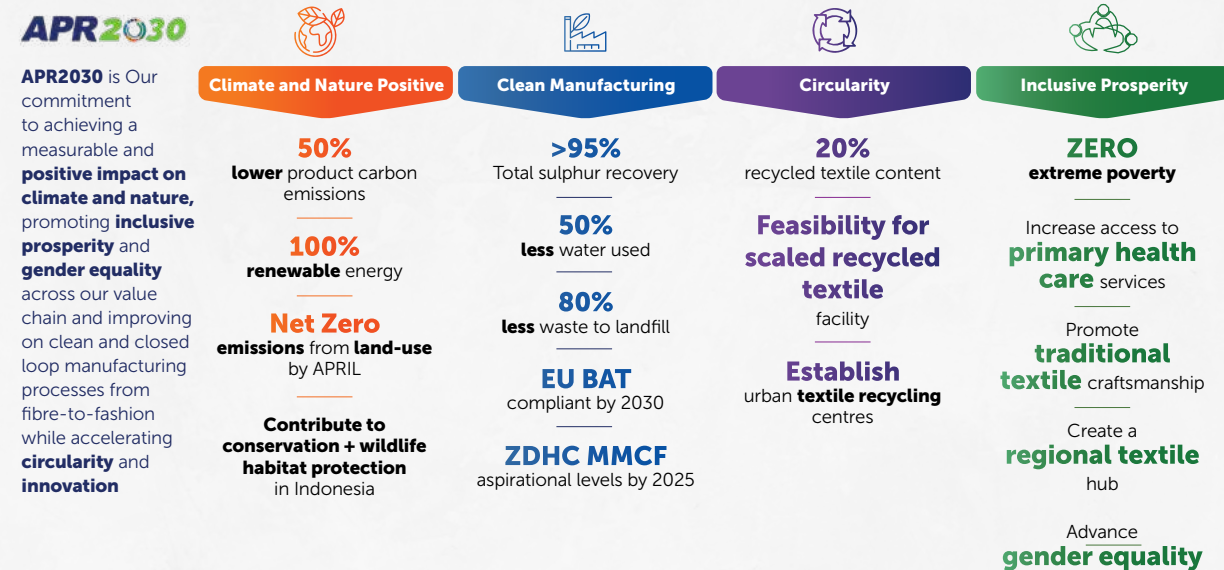 APR2030
APR2030 is Our
commitment
to achieving a
measurable and
positive impact on
climate and nature,
promoting inclusive
prosperity and
gender equality
across our value
chain and improving
on clean and closed
loop manufacturing
processes from
fibre-to-fashion
while accelerating
circularity and
innovation
Climate and Nature Positive
50%
lower product carbon
emissions
100%
renewable energy
Net Zero
emissions from land-use
by APRIL
Contribute to
conservation + wildlife
habitat protection
in Indonesia
Clean Manufacturing
>95%
Total sulphur recovery
50%
less water used
80%
less waste to landfill
EU BAT
compliant by 2030
ZDHC MMCF
aspirational levels by 2025
Circularity
20%
recycled textile content
Feasibility for
scaled recycled
textile
facility
Establish
urban textile recycling
centres
Inclusive Prosperity
ZERO
extreme poverty
Increase access to
primary health
care services
Promote
traditional
textile craftsmanship
Create a
regional textile
hub
Advance
gender equality